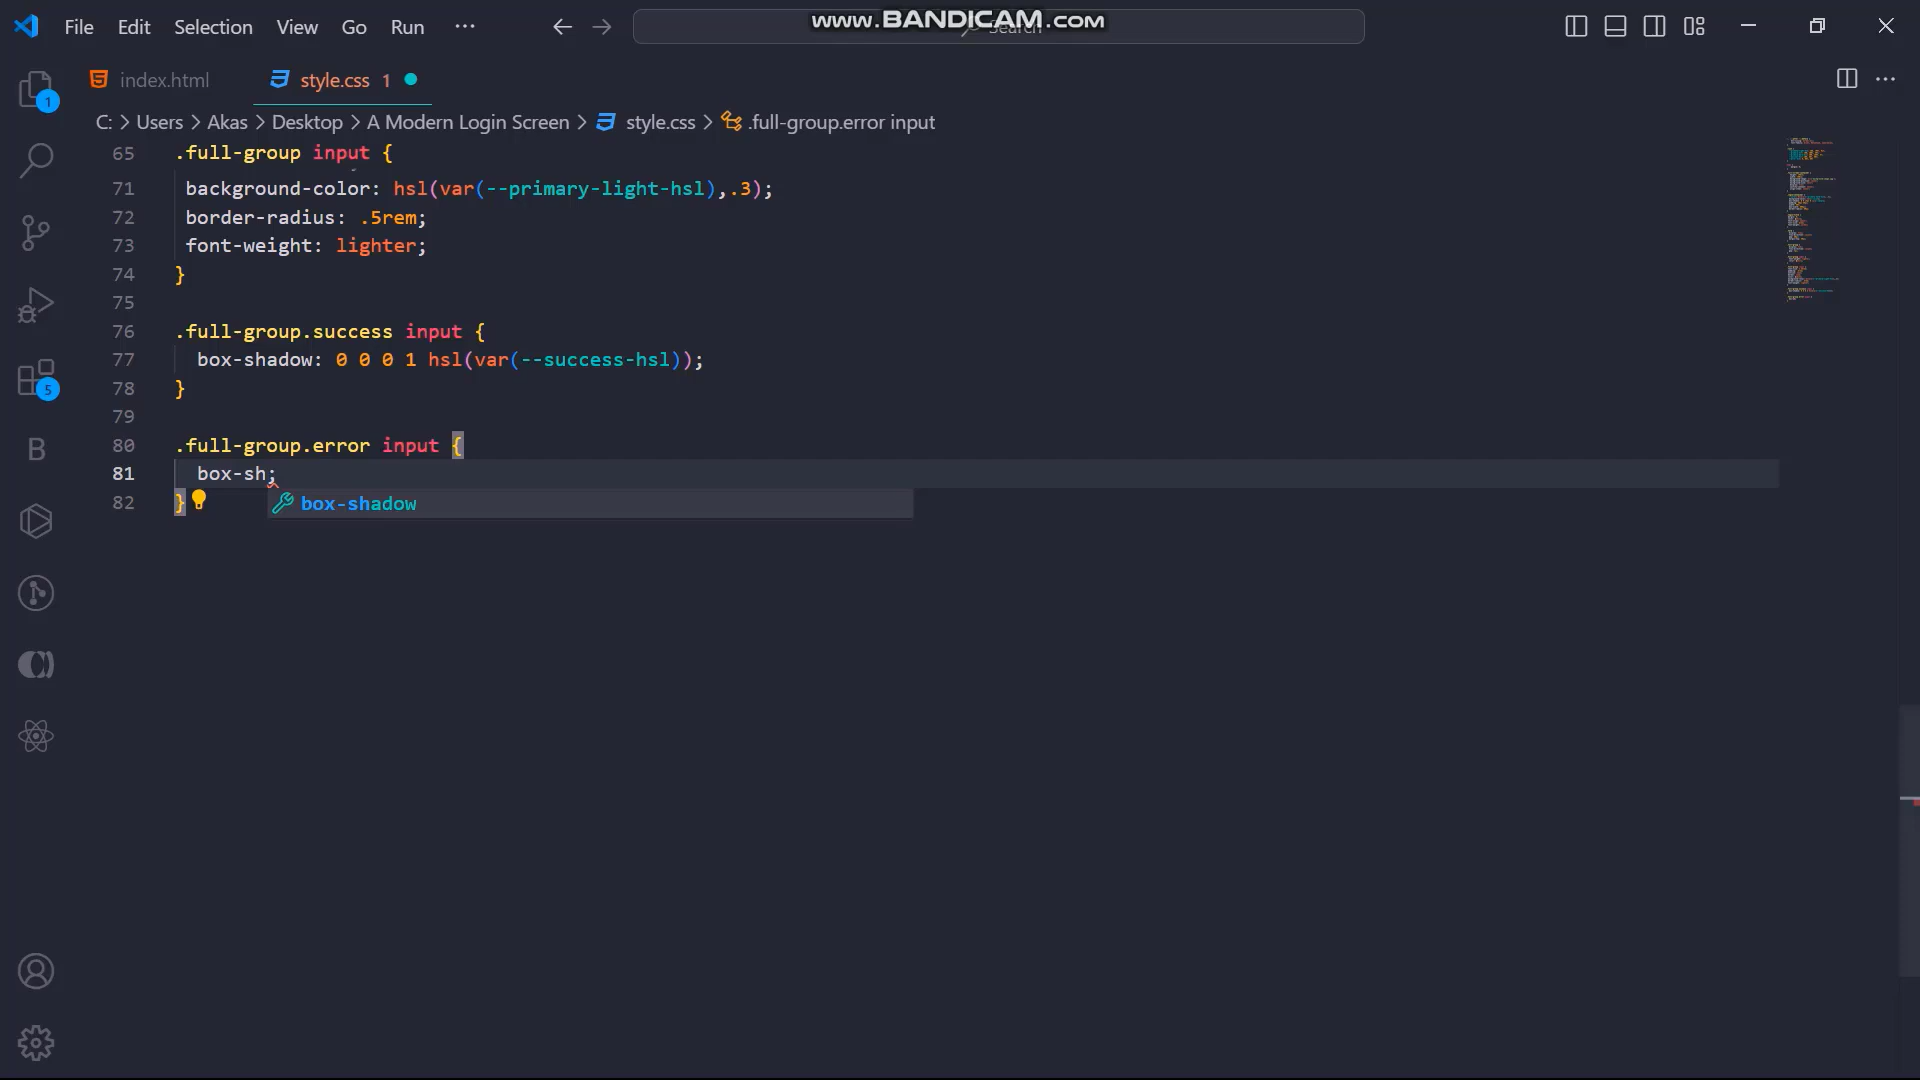 File Edit Selection View Go Run ···
www.BANDICAM.com
Search
index.html
style.css 1
C: > Users > Akas > Desktop > A Modern Login Screen > style.css > .full-group.error input
65 .full-group input {
71 background-color: hsl(var(--primary-light-hsl),.3);
72 border-radius: .5rem;
73 font-weight: lighter;
74 }
75
76 .full-group.success input {
77 box-shadow: 0 0 0 1 hsl(var(--success-hsl));
78 }
79
80 .full-group.error input {
81 box-sh;
82 }
box-shadow
1
5
B